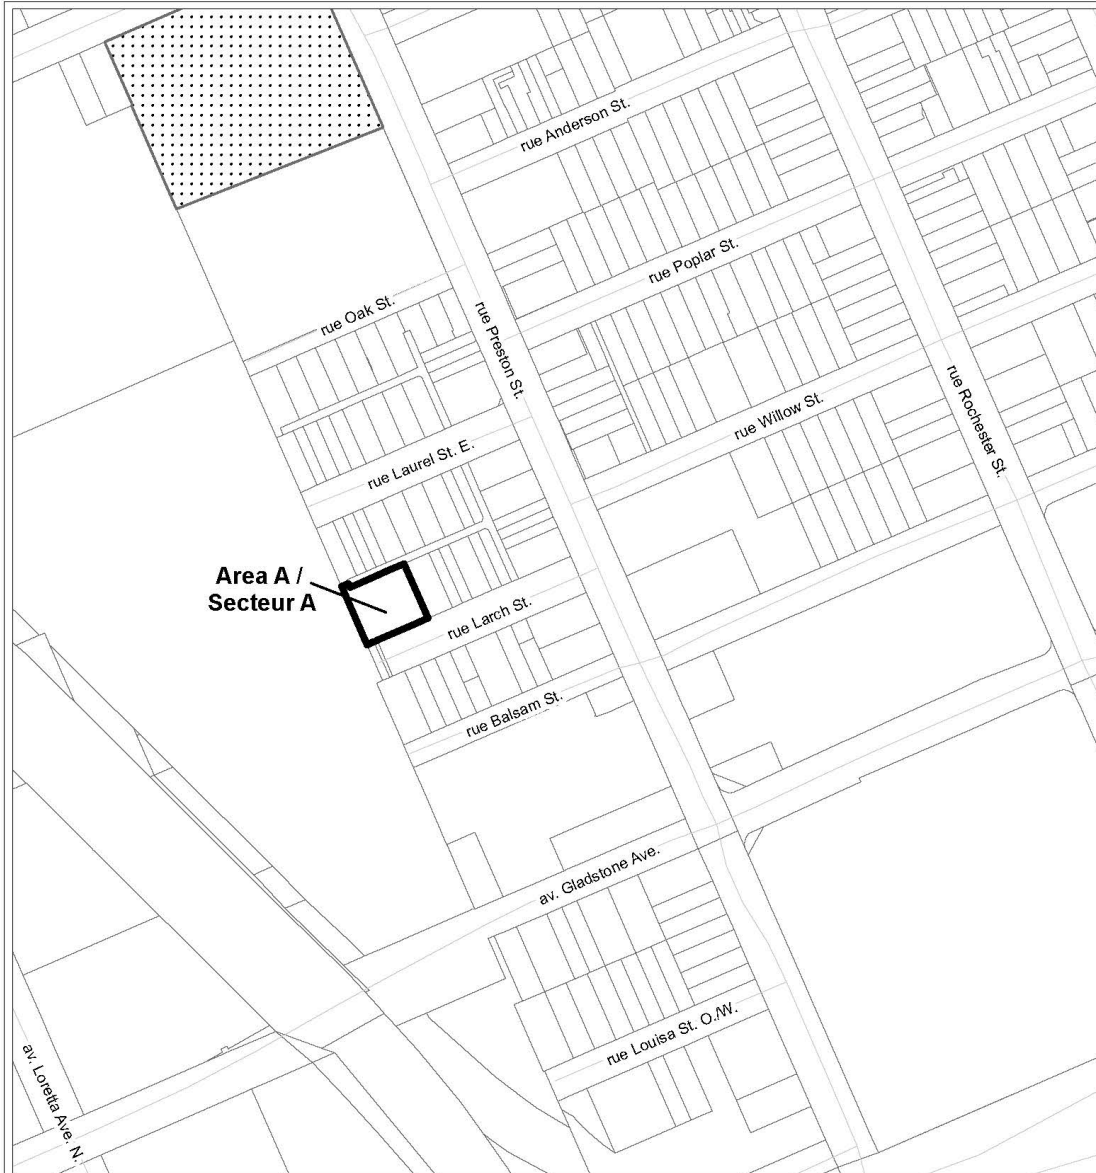 rue Anderson St.
rue Poplar St.
rue Oak St.
rue Preston St.
rue Willow St.
rue Rochester St.
rue Laurel St. E.
Area A /
Secteur A
rue Larch St.
rue Balsam St.
av. Gladstone Ave.
rue Louisa St. O./W.
av. Loretta Ave. N.